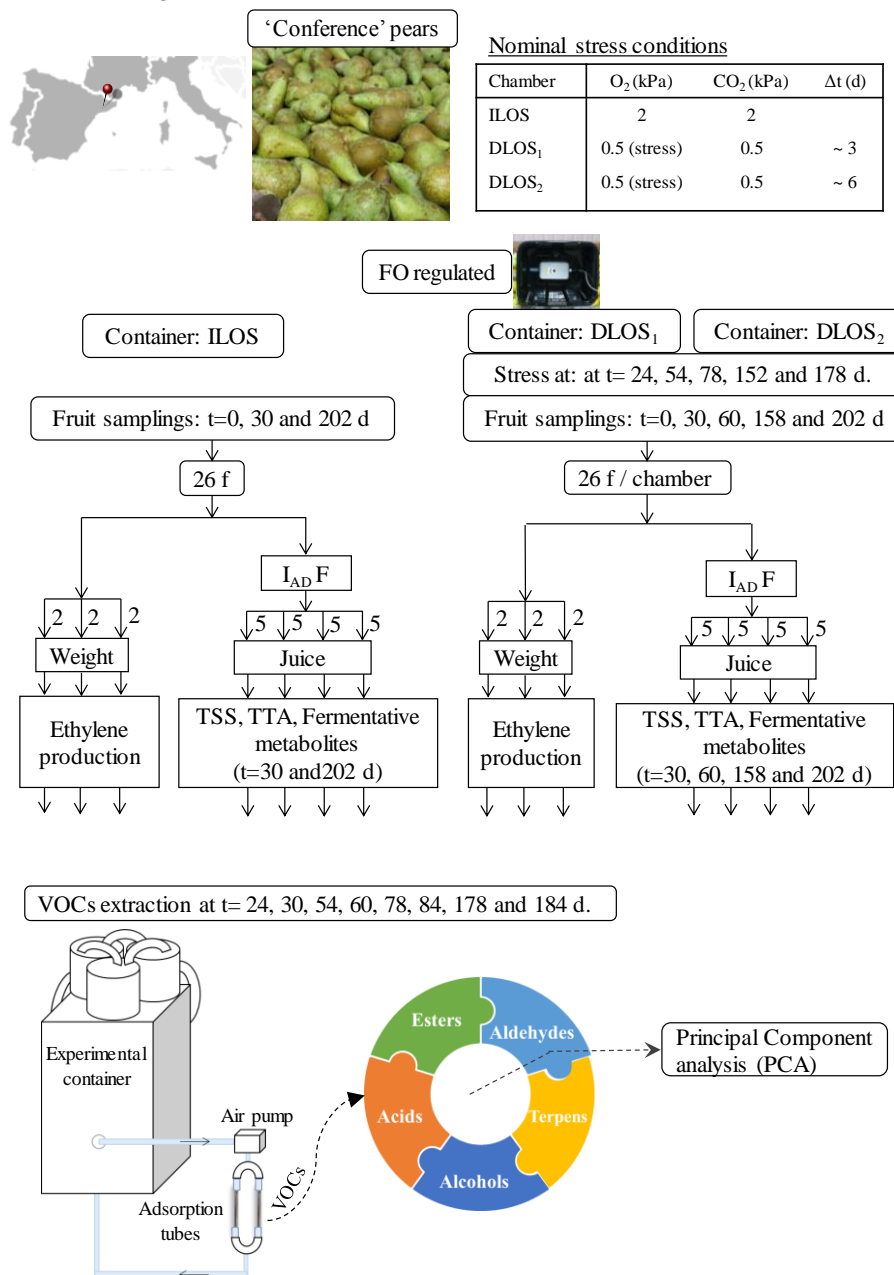 ‘Conference’ pears
Nominal stress conditions
Chamber O2 (kPa) CO2 (kPa) Δt (d)
ILOS 2 2
DLOS1 0.5 (stress) 0.5 ~ 3
DLOS2 0.5 (stress) 0.5 ~ 6
FO regulated
Container: ILOS
Container: DLOS1
Container: DLOS2
Stress at: at t= 24, 54, 78, 152 and 178 d.
Fruit samplings: t=0, 30 and 202 d
Fruit samplings: t=0, 30, 60, 158 and 202 d
26 f
26 f / chamber
IAD F
IAD F
2 2 2
5 5 5 5
2 2 2
5 5 5 5
Weight
Juice
Weight
Juice
Ethylene
production
TSS, TTA, Fermentative
metabolites
(t=30 and202 d)
Ethylene
production
TSS, TTA, Fermentative
metabolites
(t=30, 60, 158 and 202 d)
VOCs extraction at t= 24, 30, 54, 60, 78, 84, 178 and 184 d.
Experimental
container
Air pump
Adsorption
tubes
VOCs
Esters
Aldehydes
Acids
Terpens
Alcohols
Principal Component
analysis (PCA)